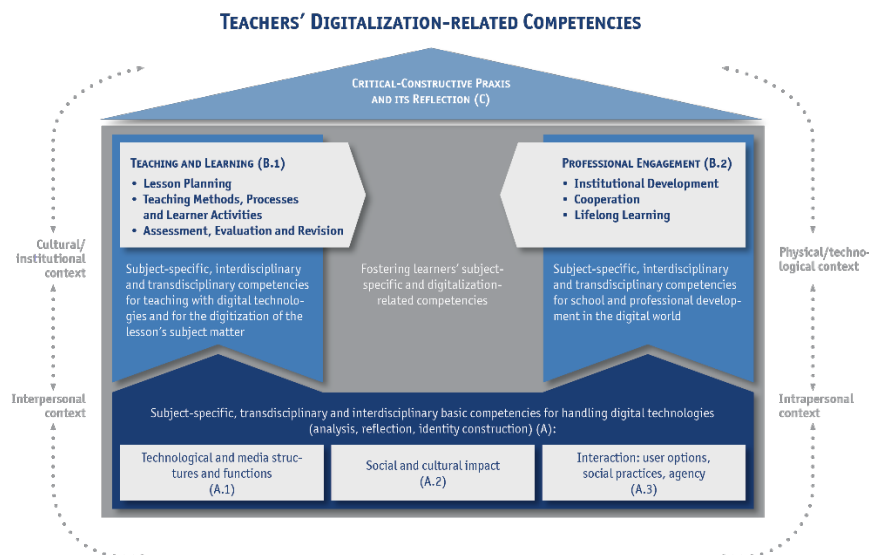 TEACHERS' DIGITALIZATION-RELATED COMPETENCIES
CRITICAL-CONSTRUCTIVE PRAXIS
AND ITS REFLECTION (C)
TEACHING AND LEARNING (B.1)
• Lesson Planning
• Teaching Methods, Processes
and Learner Activities
• Assessment, Evaluation and Revision
PROFESSIONAL ENGAGEMENT (B.2)
• Institutional Development
• Cooperation
• Lifelong Learning
Cultural/
institutional
context
Subject-specific, interdisciplinary
and transdisciplinary competencies
for teaching with digital technolo-
gies and for the digitization of the
lesson's subject matter
Fostering learners' subject-
specific and digitalization-
related competencies
Subject-specific, interdisciplinary
and transdisciplinary competencies
for school and professional develop-
ment in the digital world
Physical/techno-
logical context
Interpersonal
context
Intrapersonal
context
Subject-specific, transdisciplinary and interdisciplinary basic competencies for handling digital technologies
(analysis, reflection, identity construction) (A):
Technological and media struc-
tures and functions
(A.1)
Social and cultural impact
(A.2)
Interaction: user options,
social practices, agency
(A.3)